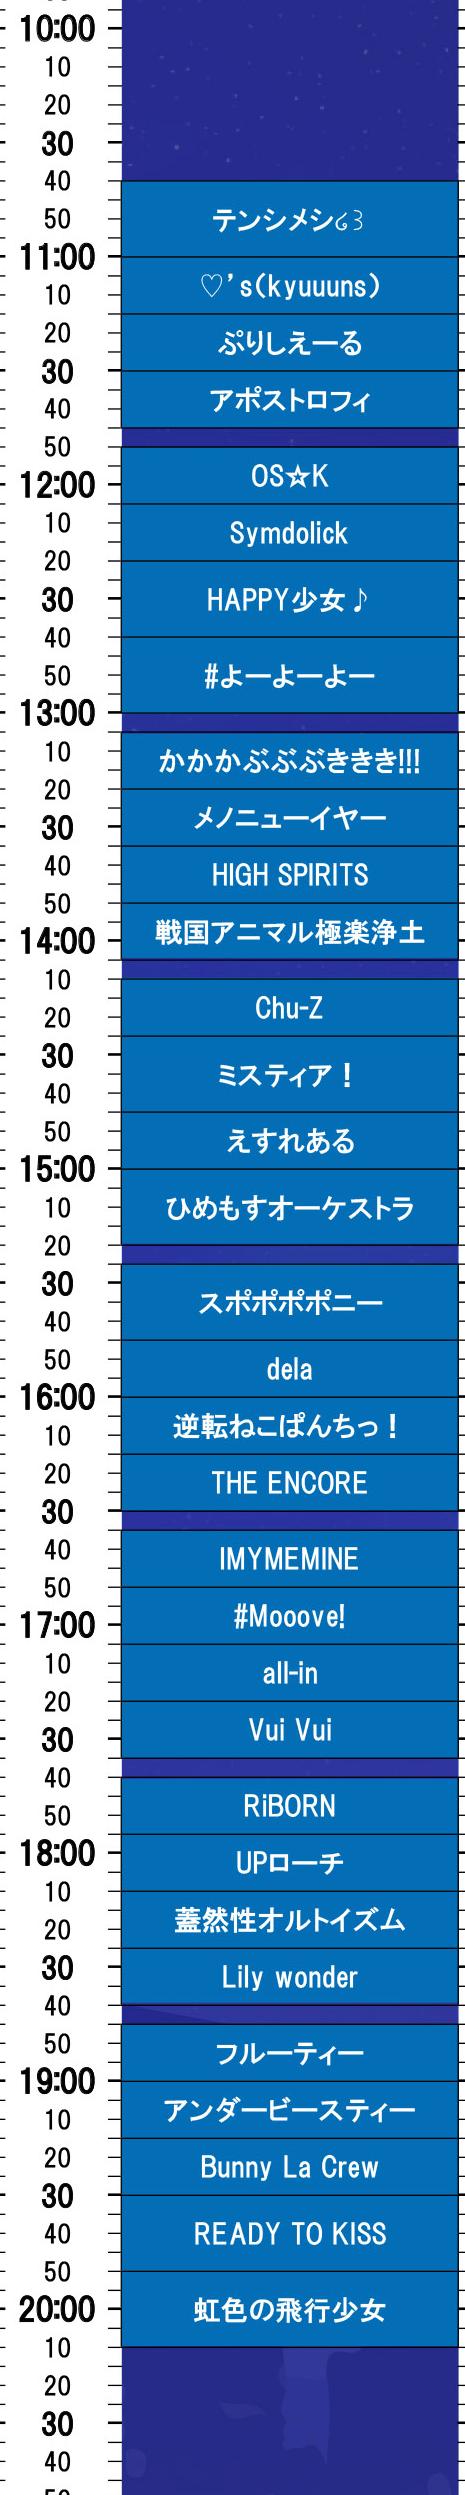 10:00
10
20
30
40
テンシメシ໒꒱
50
11:00
♡'s(kyuuuns)
10
20
ぷりしえーる
30
アポストロフィ
40
50
OS☆K
12:00
10
Symdolick
20
30
HAPPY少女♪
40
50
#よーよーよー
13:00
10
かかかぶぶぶききき!!!
20
メノニューイヤー
30
40
HIGH SPIRITS
50
戦国アニマル極楽浄土
14:00
10
Chu-Z
20
30
ミスティア！
40
50
えすれある
15:00
10
ひめもすオーケストラ
20
30
スポポポポニー
40
50
dela
16:00
逆転ねこぱんちっ！
10
20
THE ENCORE
30
40
IMYMEMINE
50
#Mooove!
17:00
10
all-in
20
Vui Vui
30
40
RiBORN
50
18:00
UPローチ
10
蓋然性オルトイズム
20
30
Lily wonder
40
50
フルーティー
19:00
アンダービースティー
10
20
Bunny La Crew
30
40
READY TO KISS
50
20:00
虹色の飛行少女
10
20
30
40